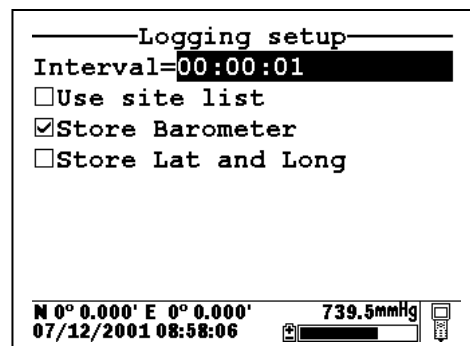 Logging setup
Interval=00:00:01
Use site list
Store Barometer
Store Lat and Long
N 0° 0.000' E 0° 0.000' 739.5mmHg
07/12/2001 08:58:06